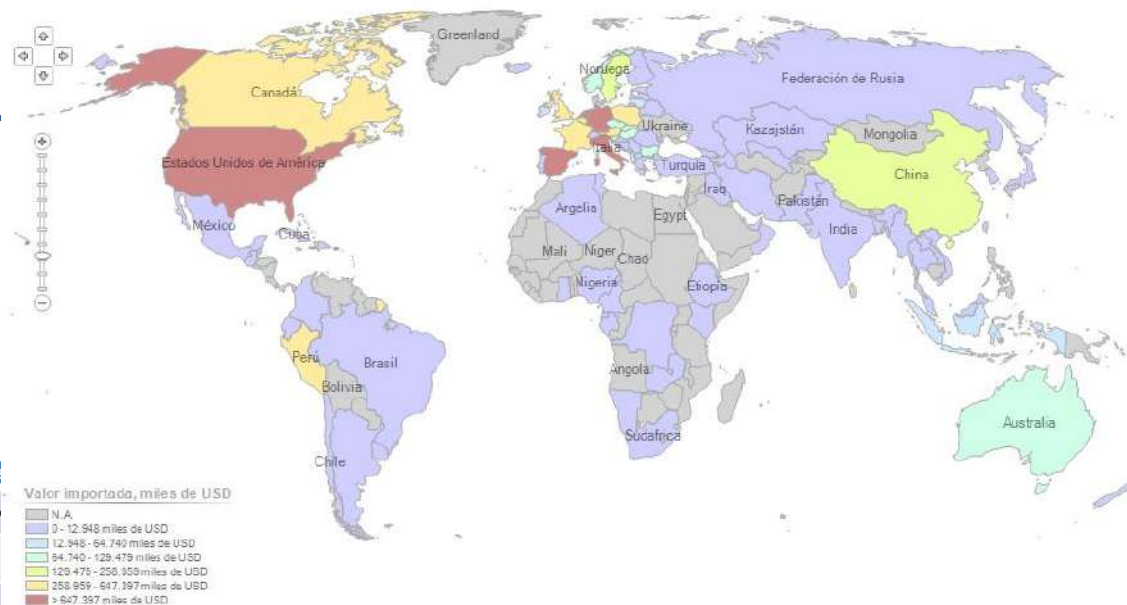 Greenland
Noruega
Federación de Rusia
Canadá
Ukraine
Kazajstán
Mongolia
Italia
Estados Unidos de América
Turquía
China
Iraq
Pakistán
México
Argelia
Egypt
India
Cuba
Mali
Niger
Chad
Nigeria
Etiopía
Perú
Brasil
Bolivia
Angola
Australia
Sudáfrica
Chile
Valor importada, miles de USD
N.A.
0 - 12.948 miles de USD
12.948 - 64.740 miles de USD
64.740 - 129.479 miles de USD
129.479 - 258.959 miles de USD
258.959 - 647.397 miles de USD
> 647.397 miles de USD